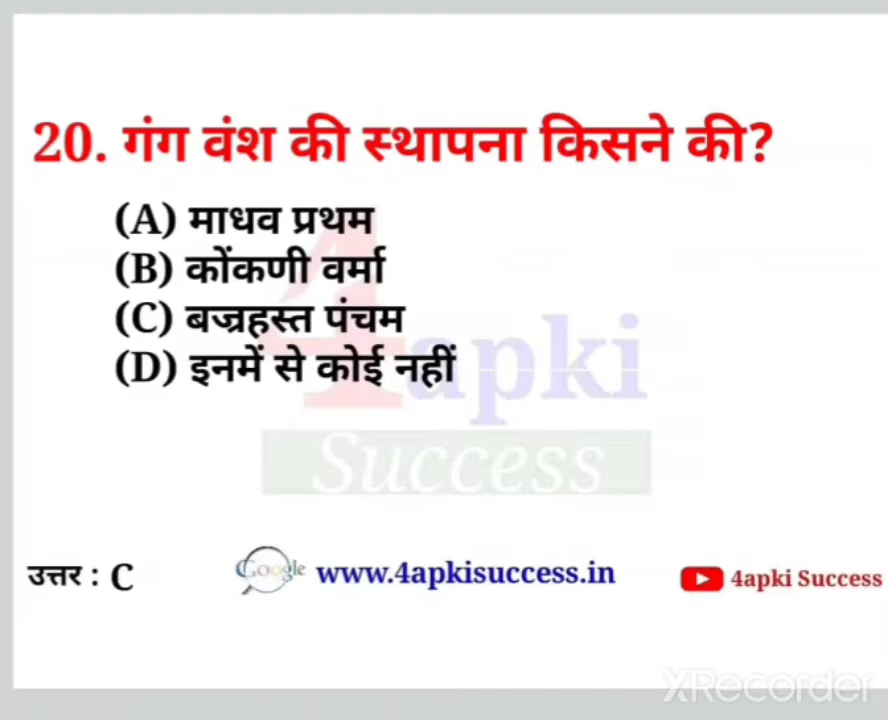 20. गंग वंश की स्थापना किसने की?
(A) माधव प्रथम
(B) कोंकणी वर्मा
(C) बज्रहस्त पंचम
(D) इनमें से कोई नहीं
4apki
Success
उत्तर : C
Google www.4apkisuccess.in
4apki Success
XRecorder